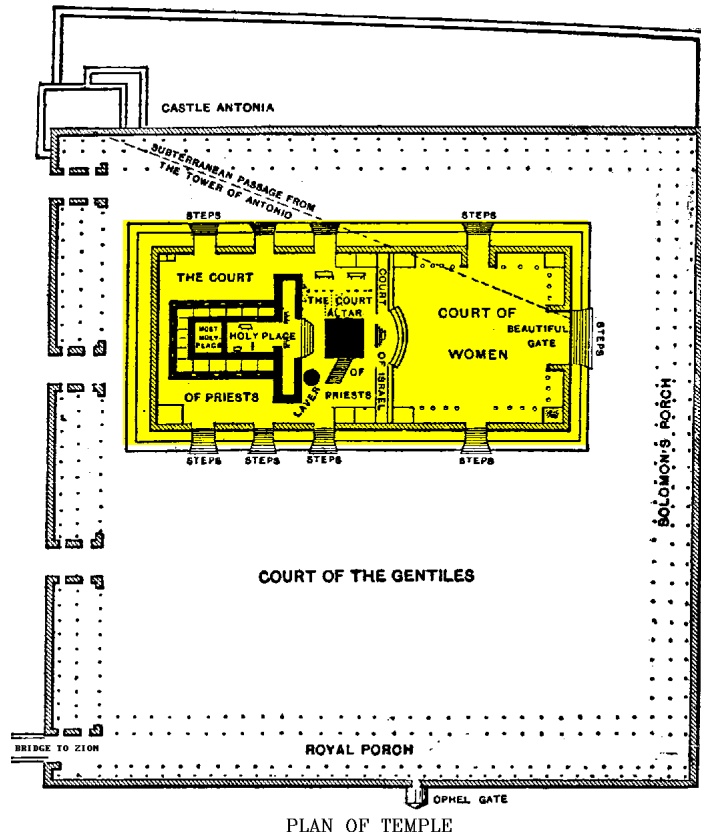 CASTLE ANTONIA
SUBTERRANEAN PASSAGE FROM
THE TOWER OF ANTONIO
STEPS
STEPS
THE COURT
THE COURT
ALTAR
COURT
OF ISRAEL
COURT OF
WOMEN
BEAUTIFUL
GATE
STEPS
MOST
HOLY
PLACE
HOLY PLACE
OF PRIESTS
LAVER
OF
PRIESTS
STEPS
STEPS
STEPS
STEPS
SOLOMON'S PORCH
COURT OF THE GENTILES
BRIDGE TO ZION
ROYAL PORCH
OPHEL GATE
PLAN OF TEMPLE